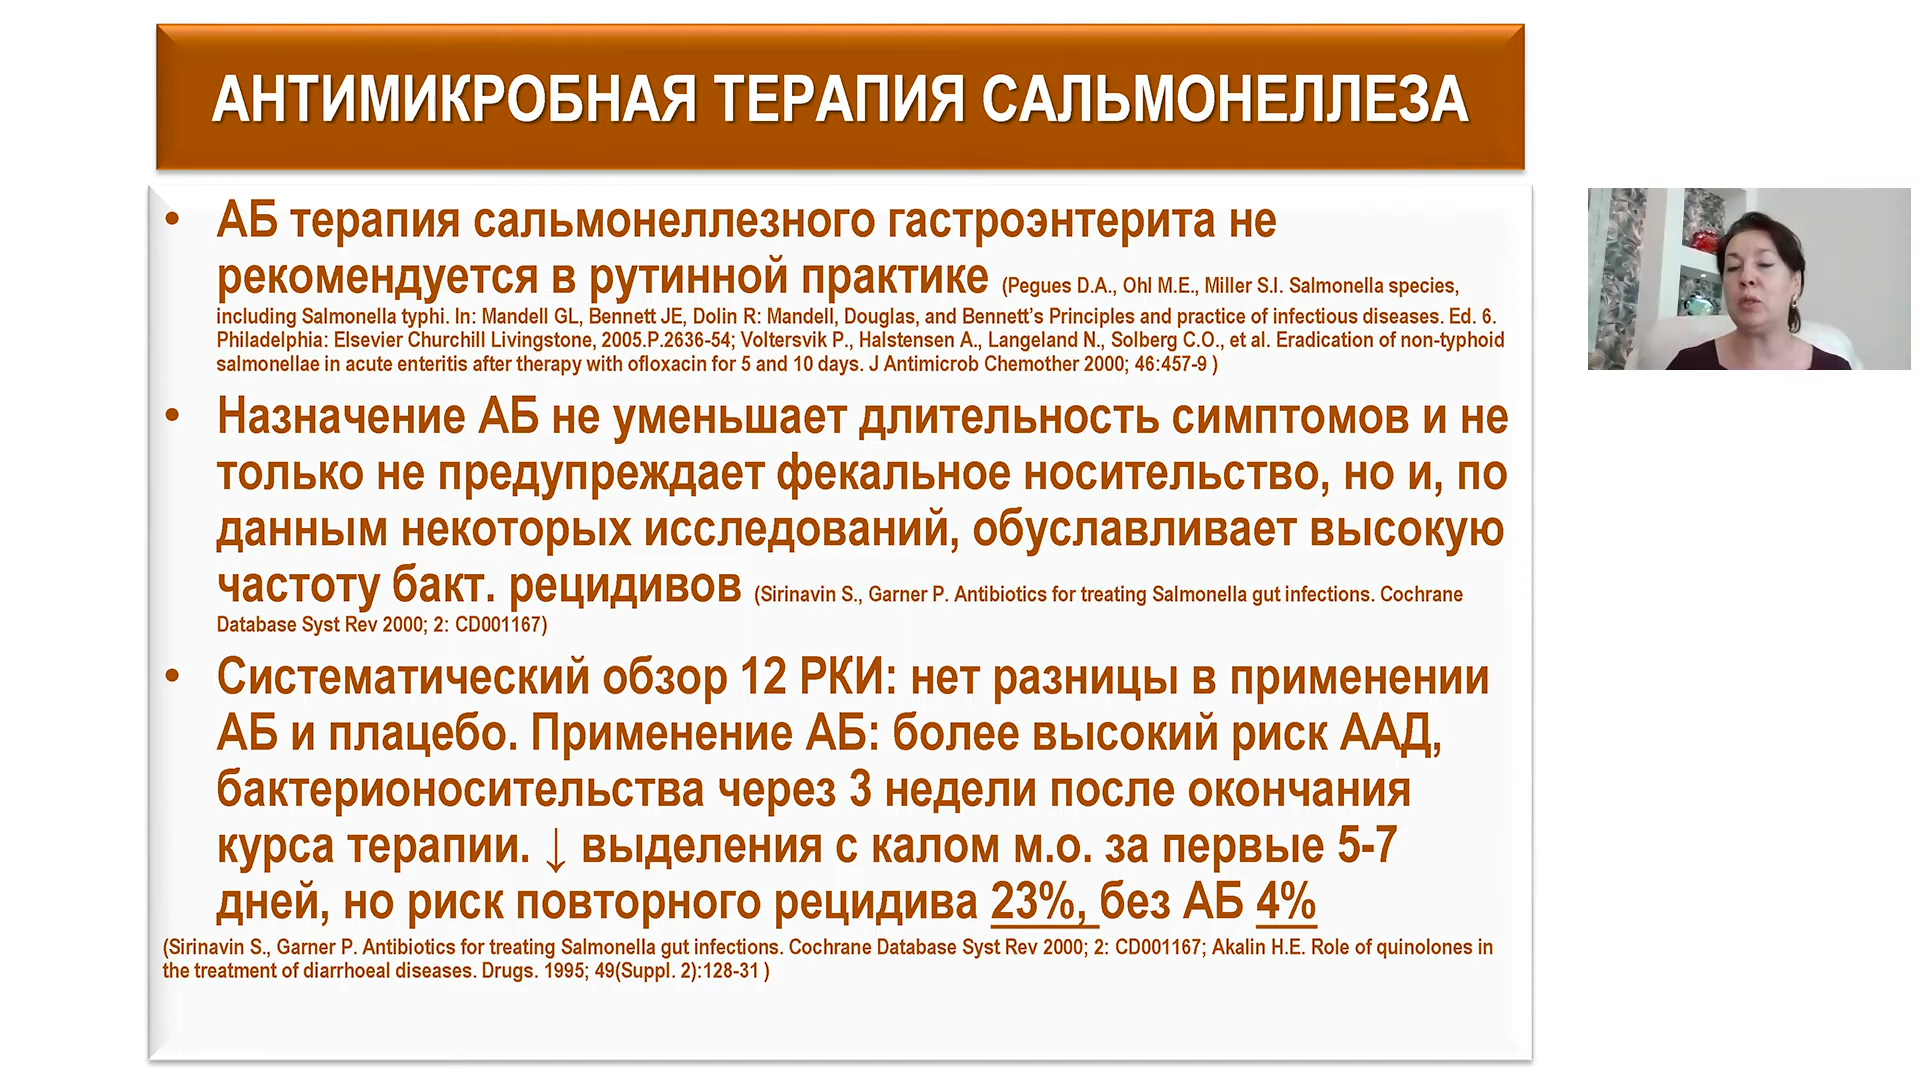 АНТИМИКРОБНАЯ ТЕРАПИЯ САЛЬМОНЕЛЛЕЗА
• АБ терапия сальмонеллезного гастроэнтерита не
рекомендуется в рутинной практике (Pegues D.A., Ohl M.E., Miller S.I. Salmonella species,
including Salmonella typhi. In: Mandell GL, Bennett JE, Dolin R: Mandell, Douglas, and Bennett’s Principles and practice of infectious diseases. Ed. 6.
Philadelphia: Elsevier Churchill Livingstone, 2005.P.2636-54; Voltersvik P., Halstensen A., Langeland N., Solberg C.O., et al. Eradication of non-typhoid
salmonellae in acute enteritis after therapy with ofloxacin for 5 and 10 days. J Antimicrob Chemother 2000; 46:457-9 )
• Назначение АБ не уменьшает длительность симптомов и не
только не предупреждает фекальное носительство, но и, по
данным некоторых исследований, обуславливает высокую
частоту бакт. рецидивов (Sirinavin S., Garner P. Antibiotics for treating Salmonella gut infections. Cochrane
Database Syst Rev 2000; 2: CD001167)
• Систематический обзор 12 РКИ: нет разницы в применении
АБ и плацебо. Применение АБ: более высокий риск ААД,
бактерионосительства через 3 недели после окончания
курса терапии. ↓ выделения с калом м.о. за первые 5-7
дней, но риск повторного рецидива 23%, без АБ 4%
(Sirinavin S., Garner P. Antibiotics for treating Salmonella gut infections. Cochrane Database Syst Rev 2000; 2: CD001167; Akalin H.E. Role of quinolones in
the treatment of diarrhoeal diseases. Drugs. 1995; 49(Suppl. 2):128-31 )